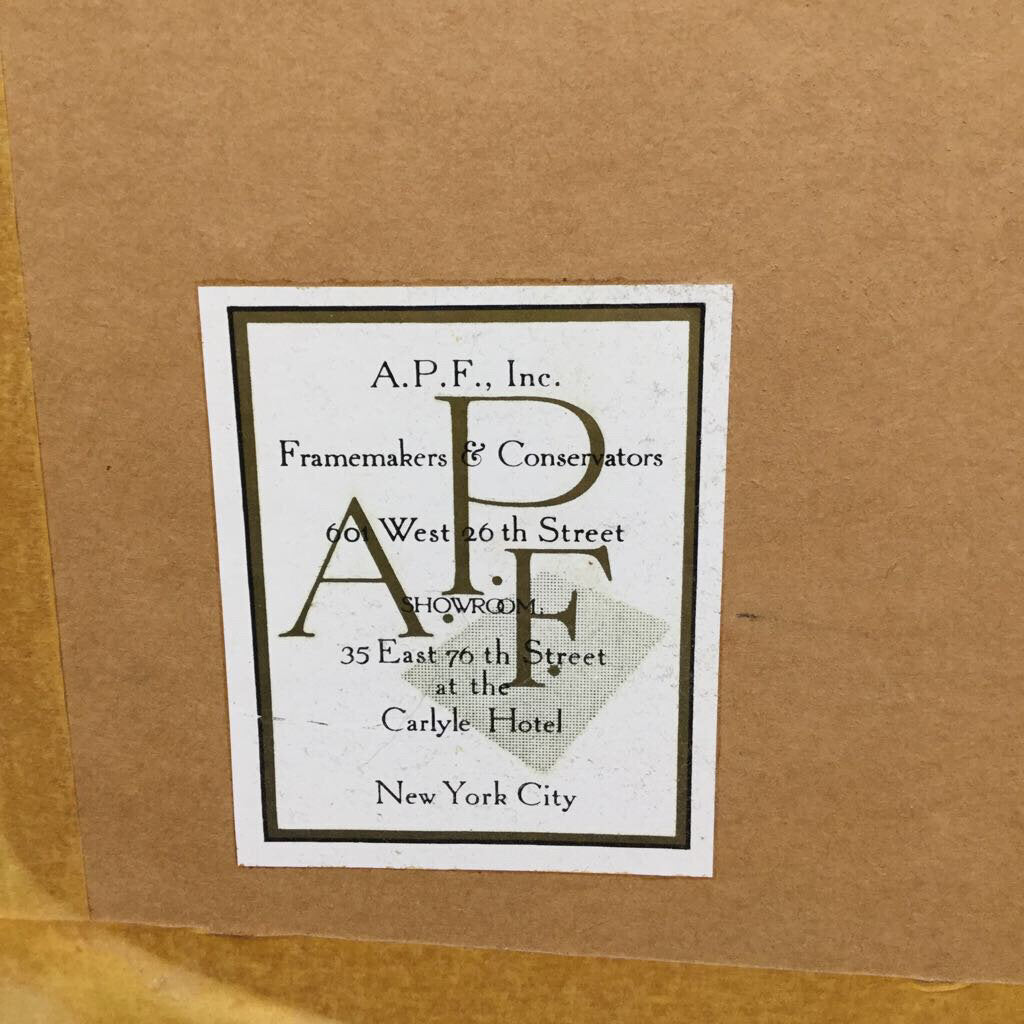 A.P.F., Inc.
Framemakers & Conservators
601 West 26 th Street
A.P.F.
SHOWROOM:
35 East 76 th Street
at the
Carlyle Hotel
New York City